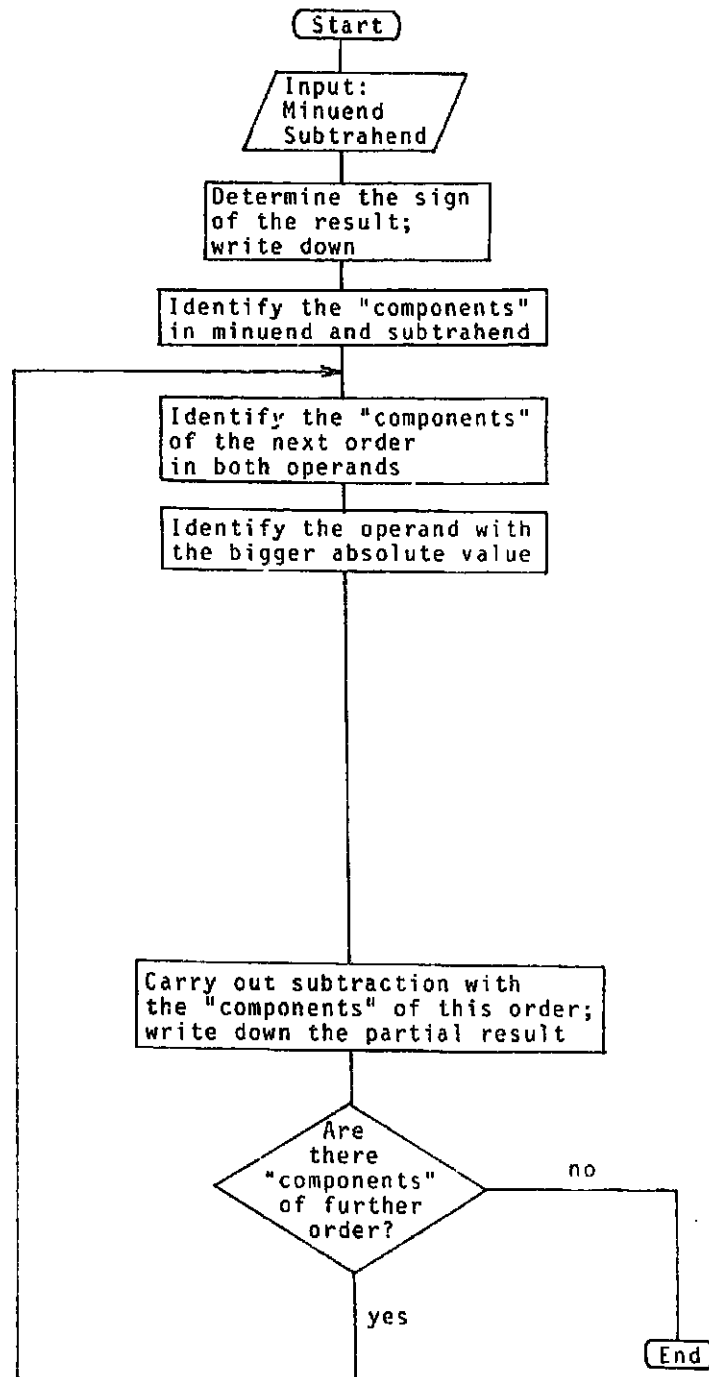 Start
Input:
Minuend
Subtrahend
Determine the sign
of the result;
write down
Identify the "components"
in minuend and subtrahend
Identify the "components"
of the next order
in both operands
Identify the operand with
the bigger absolute value
Carry out subtraction with
the "components" of this order;
write down the partial result
Are
there
"components"
of further
order?
no
yes
End